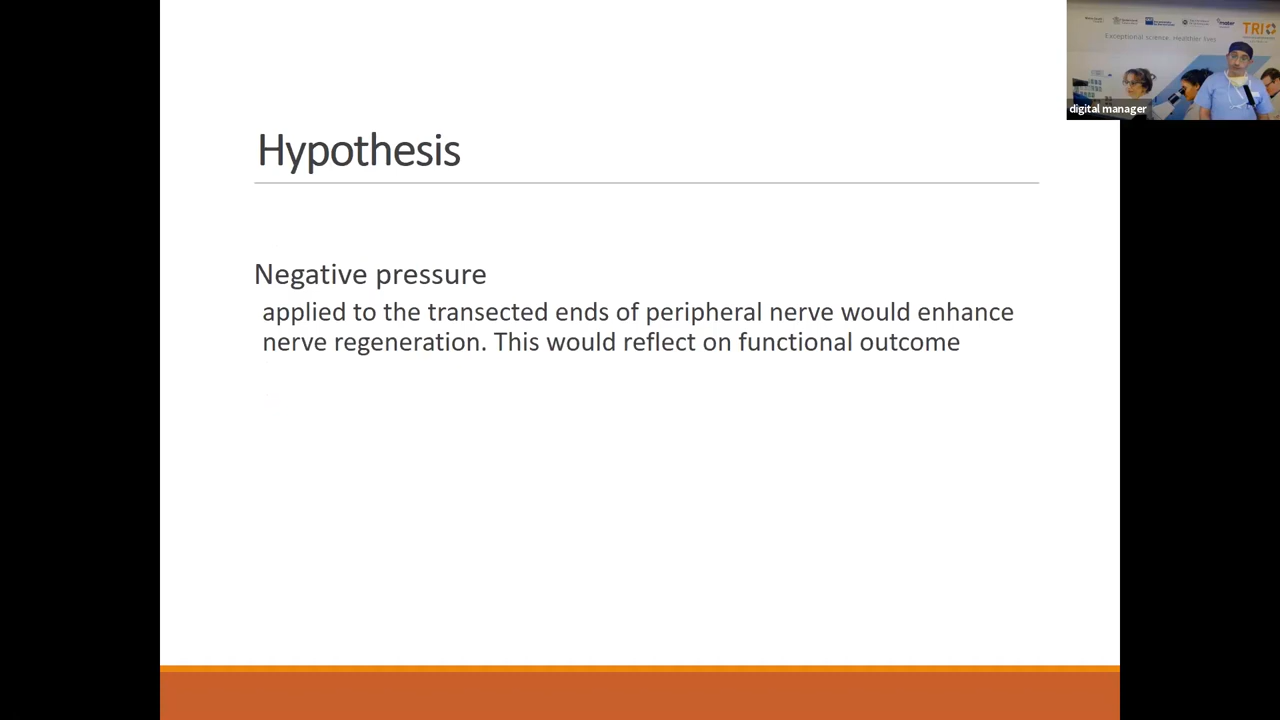 Hypothesis
Negative pressure
applied to the transected ends of peripheral nerve would enhance
nerve regeneration. This would reflect on functional outcome
TRI
Exceptional science. Healthier lives
digital manager